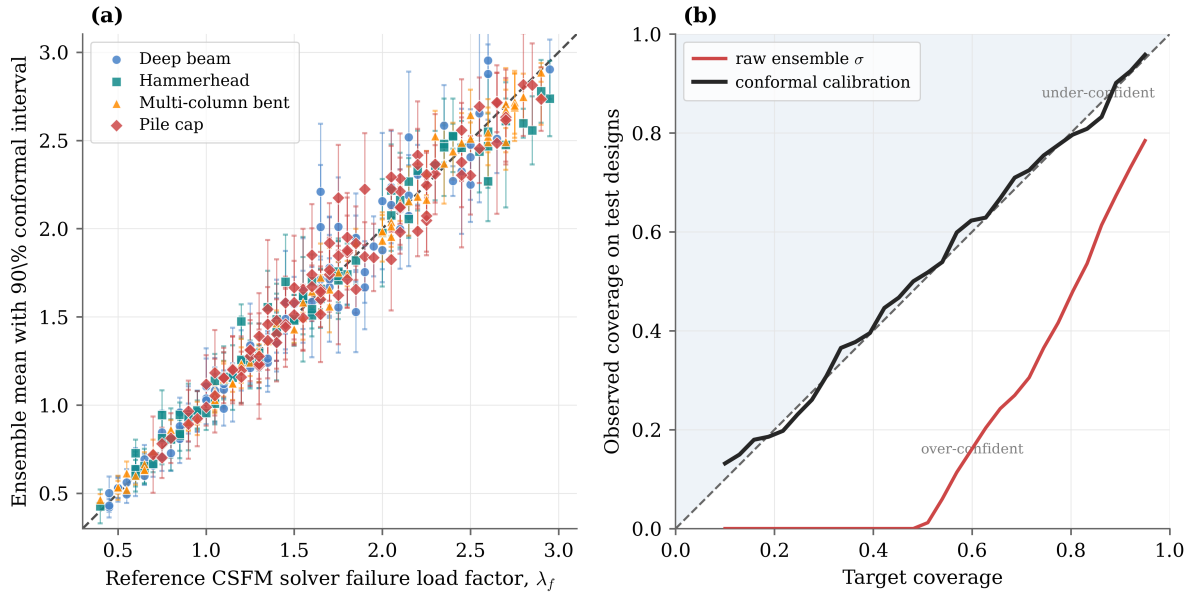 (a)
Ensemble mean with 90\% conformal interval
3.0
2.5
2.0
1.5
1.0
0.5
Deep beam
Hammerhead
Multi-column bent
Pile cap
0.5 1.0 1.5 2.0 2.5 3.0
Reference CSFM solver failure load factor, λ_f
(b)
Observed coverage on test designs
1.0
0.8
0.6
0.4
0.2
0.0
raw ensemble σ
conformal calibration
under-confident
over-confident
0.0 0.2 0.4 0.6 0.8 1.0
Target coverage